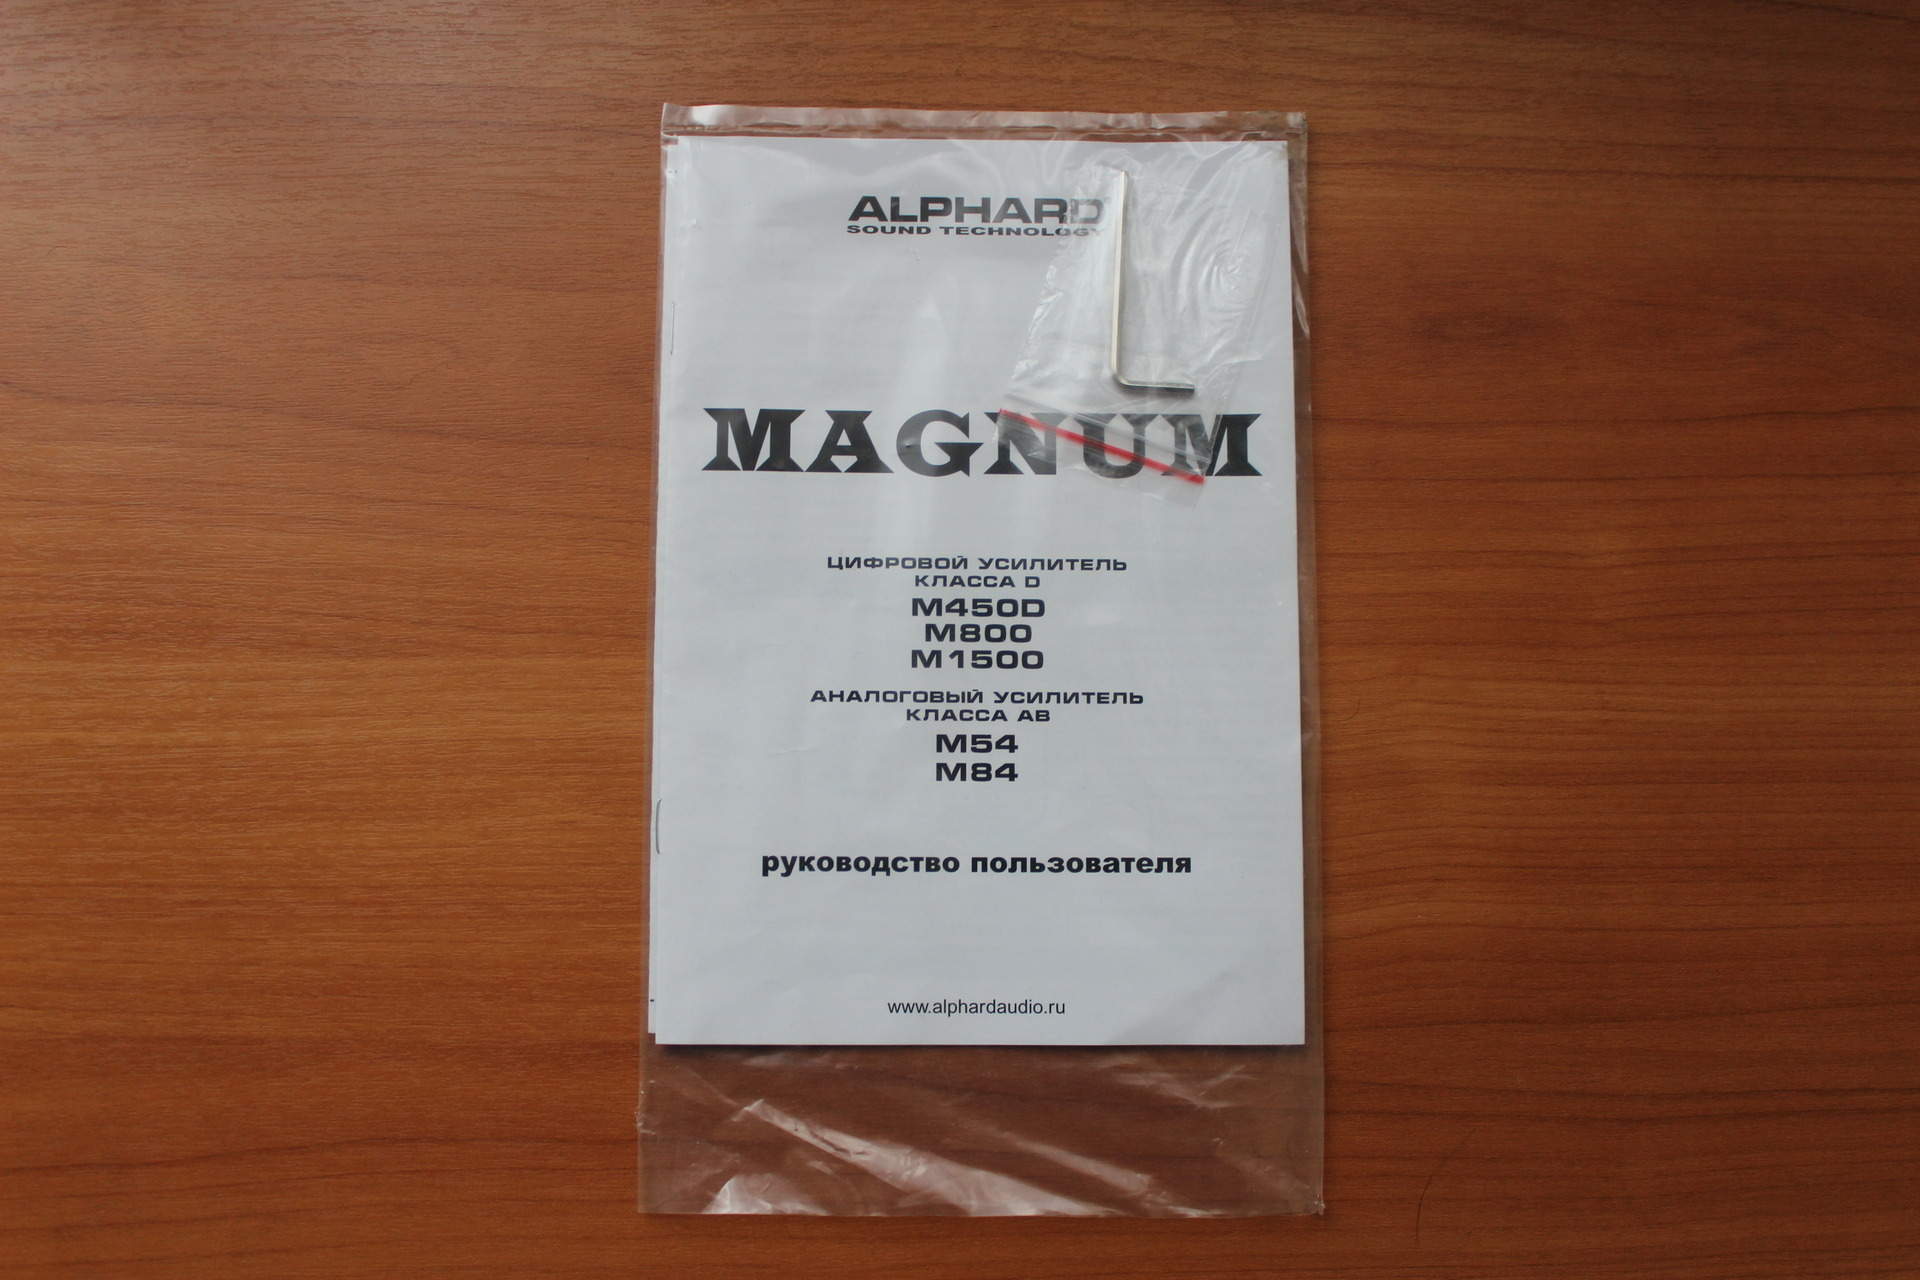 ALPHARD
SOUND TECHNOLOGY
MAGNUM
ЦИФРОВОЙ УСИЛИТЕЛЬ
КЛАССА D
M450D
M800
M1500
АНАЛОГОВЫЙ УСИЛИТЕЛЬ
КЛАССА АВ
M54
M84
руководство пользователя
www.alphardaudio.ru